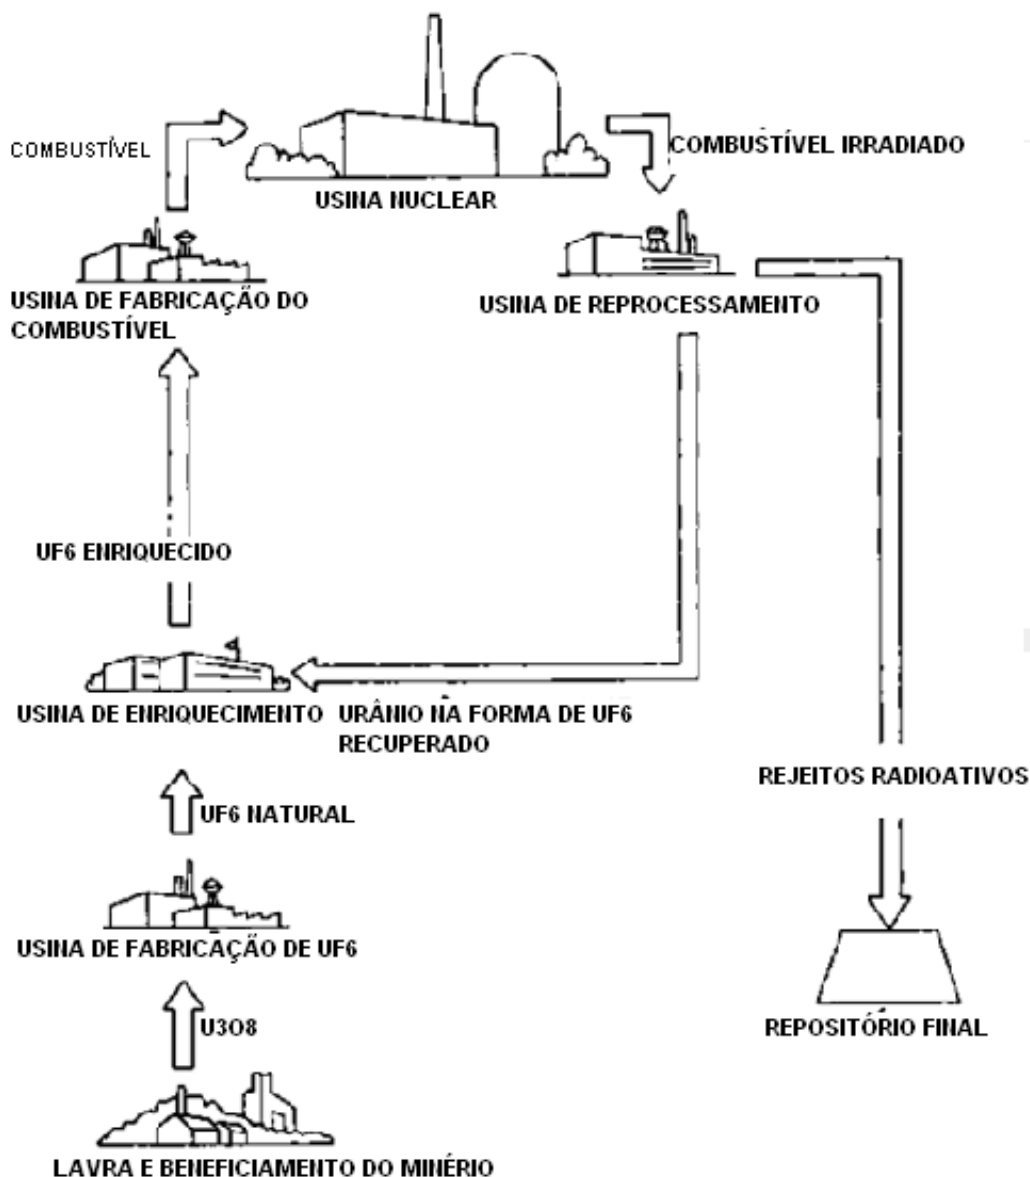 COMBUSTÍVEL
COMBUSTÍVEL IRRADIADO
USINA NUCLEAR
USINA DE FABRICAÇÃO DO
COMBUSTÍVEL
USINA DE REPROCESSAMENTO
UF6 ENRIQUECIDO
USINA DE ENRIQUECIMENTO
URÂNIO NA FORMA DE UF6
RECUPERADO
REJEITOS RADIOATIVOS
UF6 NATURAL
USINA DE FABRICAÇÃO DE UF6
REPOSITÓRIO FINAL
U3O8
LAVRA E BENEFICIAMENTO DO MINÉRIO